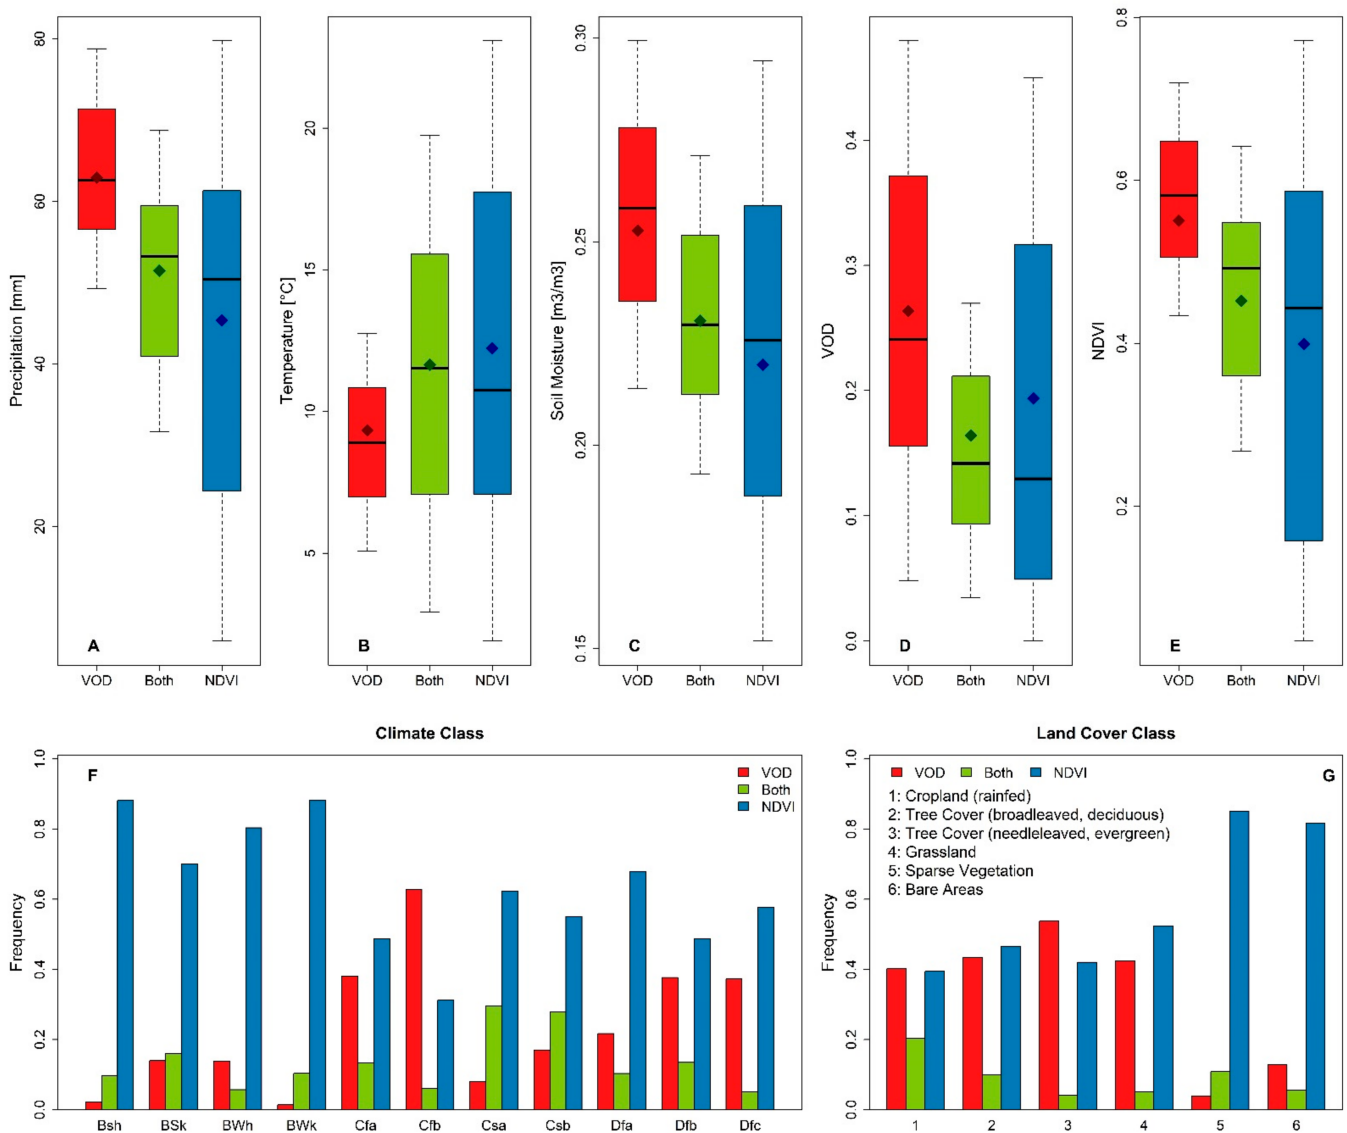 Precipitation [mm]
20
40
60
80
A
VOD Both NDVI
Temperature [°C]
5
10
15
20
B
VOD Both NDVI
Soil Moisture [m3/m3]
0.15
0.20
0.25
0.30
C
VOD Both NDVI
VOD
0.0
0.1
0.2
0.3
0.4
D
VOD Both NDVI
NDVI
0.2
0.4
0.6
0.8
E
VOD Both NDVI
Climate Class
Frequency
0.0
0.2
0.4
0.6
0.8
1.0
F
VOD
Both
NDVI
Bsh BSk BWh BWk Cfa Cfb Csa Csb Dfa Dfb Dfc
Land Cover Class
Frequency
0.0
0.2
0.4
0.6
0.8
1.0
VOD Both NDVI
G
1: Cropland (rainfed)
2: Tree Cover (broadleaved, deciduous)
3: Tree Cover (needleleaved, evergreen)
4: Grassland
5: Sparse Vegetation
6: Bare Areas
1 2 3 4 5 6